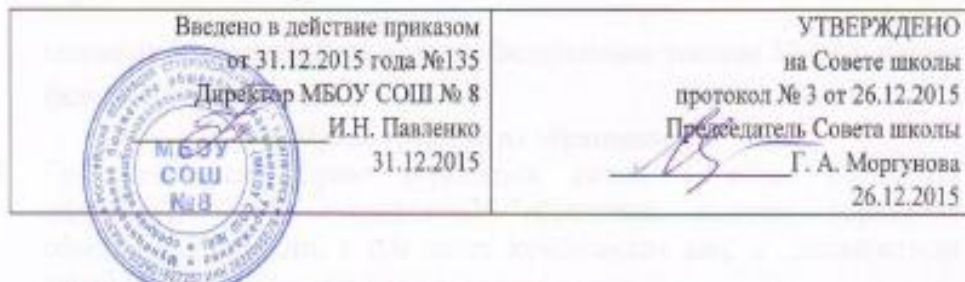 Введено в действие приказом
от 31.12.2015 года №135
Директор МБОУ СОШ № 8
И.Н. Павленко
31.12.2015
МБОУ
СОШ
№8
УТВЕРЖДЕНО
на Совете школы
протокол № 3 от 26.12.2015
Председатель Совета школы
Г. А. Моргунова
26.12.2015